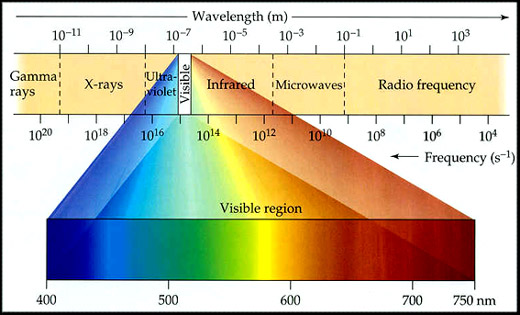 Wavelength (m)
10⁻¹¹ 10⁻⁹ 10⁻⁷ 10⁻⁵ 10⁻³ 10⁻¹ 10¹ 10³
Gamma
rays
X-rays
Ultra-
violet
Visible
Infrared
Microwaves
Radio frequency
10²⁰ 10¹⁸ 10¹⁶ 10¹⁴ 10¹² 10¹⁰ 10⁸ 10⁶ 10⁴
← Frequency (s⁻¹)
Visible region
400 500 600 700 750 nm